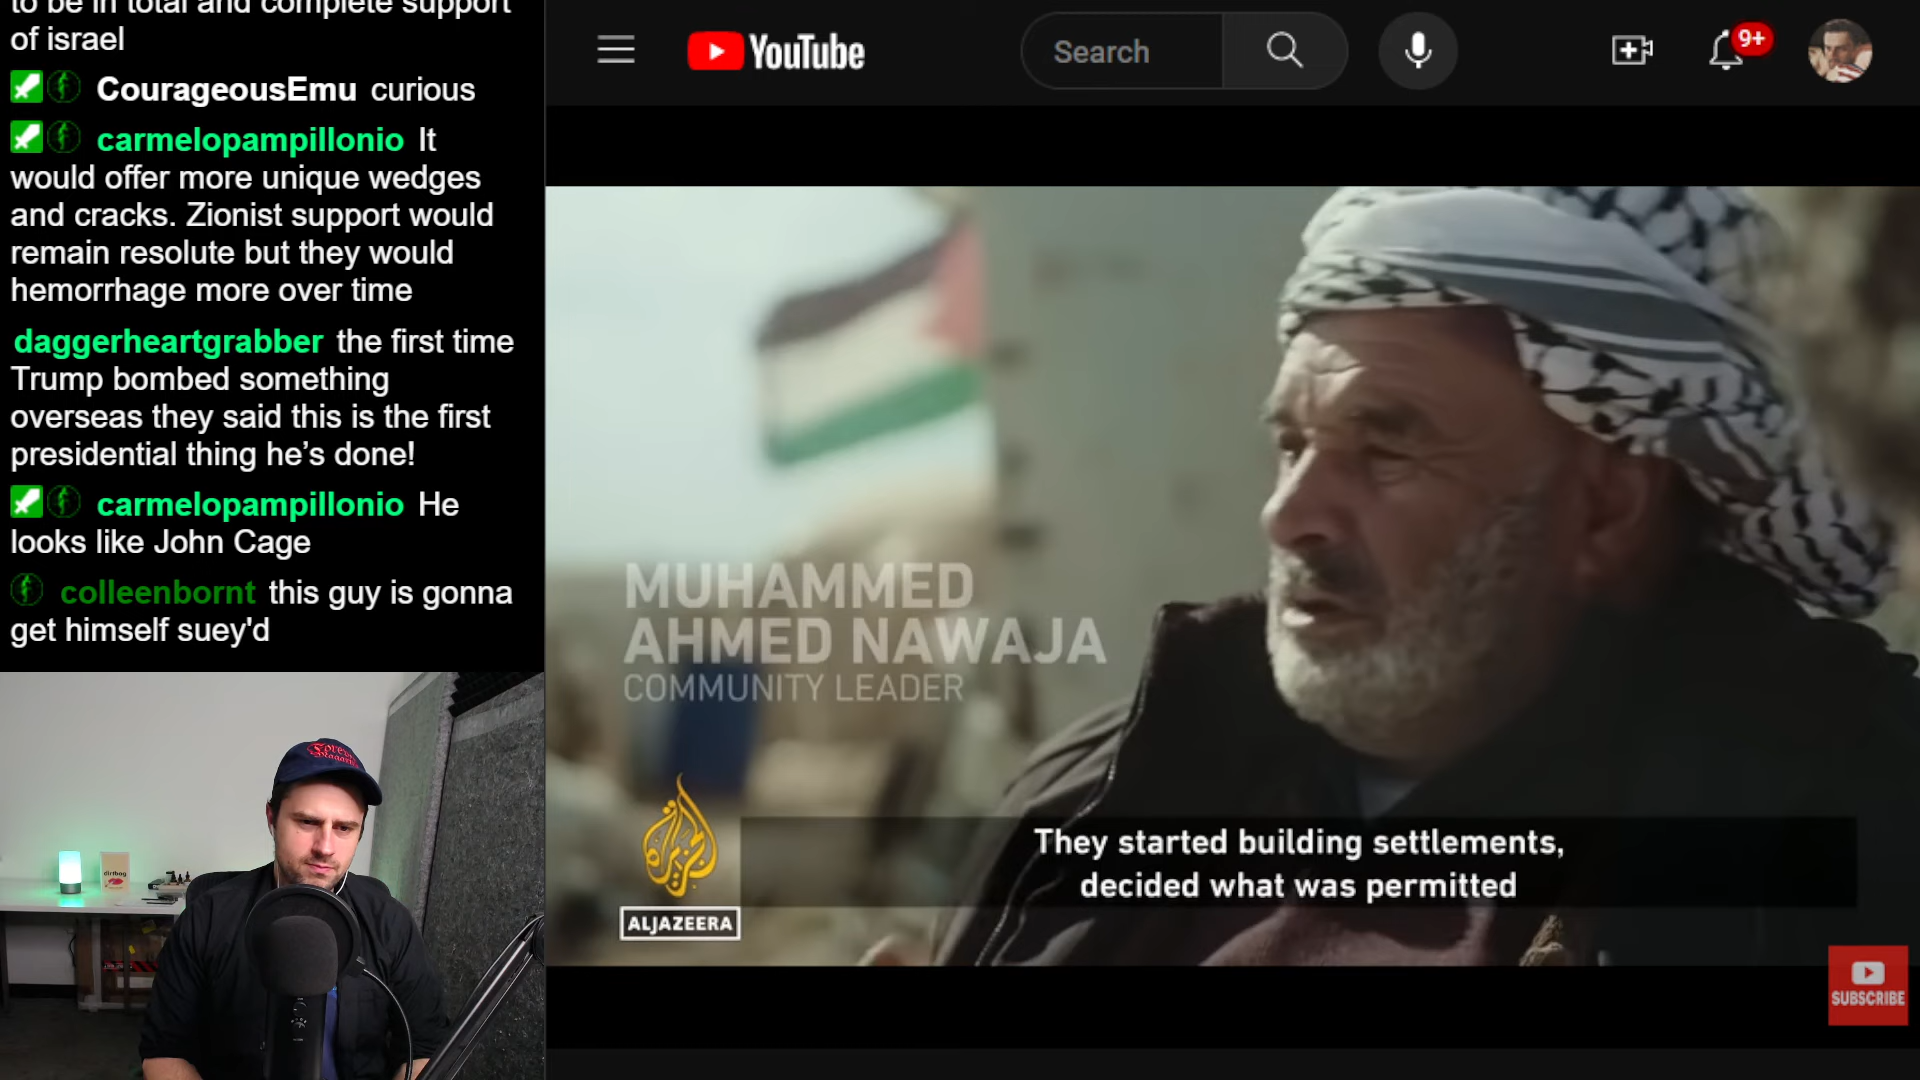 to be in total and complete support
of israel
CourageousEmu curious
carmelopampillonio It
would offer more unique wedges
and cracks. Zionist support would
remain resolute but they would
hemorrhage more over time
daggerheartgrabber the first time
Trump bombed something
overseas they said this is the first
presidential thing he's done!
carmelopampillonio He
looks like John Cage
colleenbornt this guy is gonna
get himself suey'd
YouTube
Search
9+
MUHAMMED
AHMED NAWAJA
COMMUNITY LEADER
They started building settlements,
decided what was permitted
ALJAZEERA
SUBSCRIBE
dirtbag